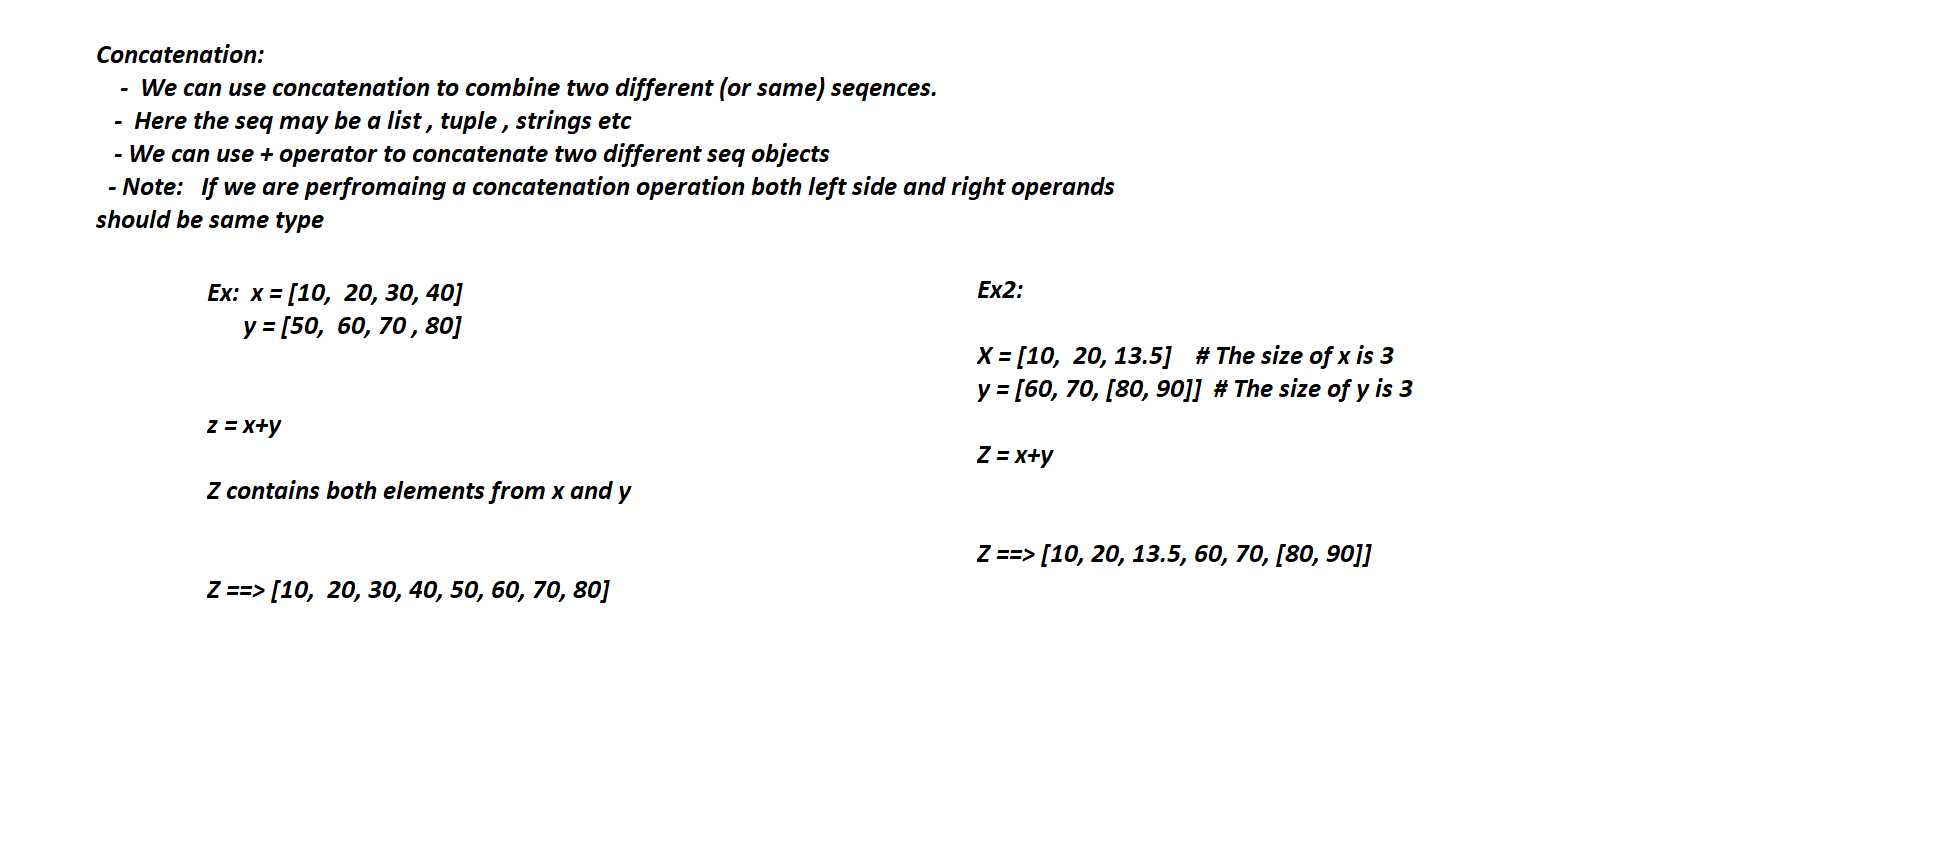 Concatenation:
- We can use concatenation to combine two different (or same) seqences.
- Here the seq may be a list , tuple , strings etc
- We can use + operator to concatenate two different seq objects
- Note: If we are perfromaing a concatenation operation both left side and right operands
should be same type
Ex: x = [10, 20, 30, 40]
y = [50, 60, 70 , 80]
z = x+y
Z contains both elements from x and y
Z ==> [10, 20, 30, 40, 50, 60, 70, 80]
Ex2:
X = [10, 20, 13.5] # The size of x is 3
y = [60, 70, [80, 90]] # The size of y is 3
Z = x+y
Z ==> [10, 20, 13.5, 60, 70, [80, 90]]